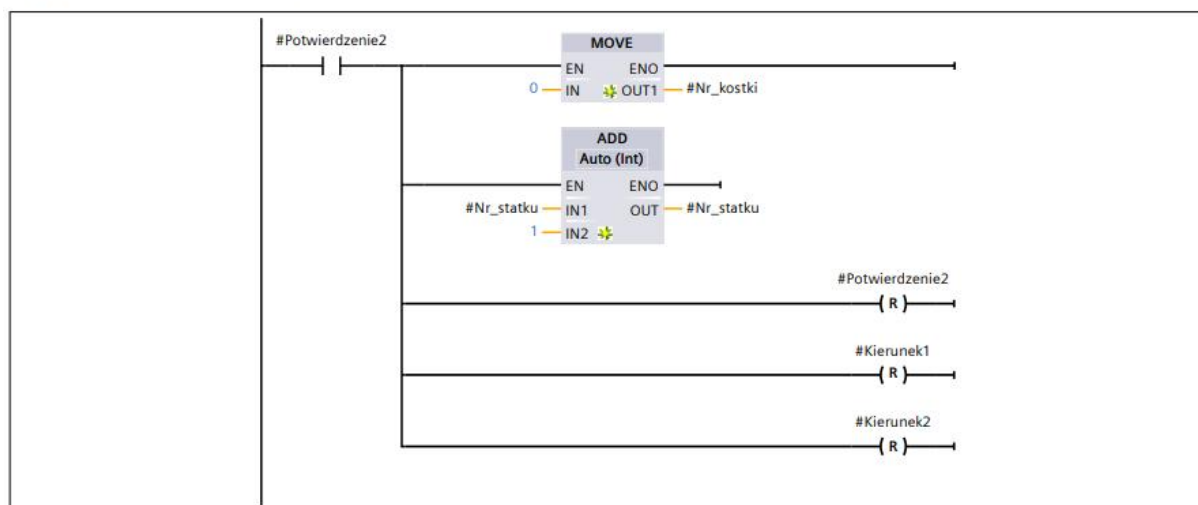 #Potwierdzenie2
MOVE
EN ENO
0 IN OUT1 #Nr_kostki
ADD
Auto (Int)
EN ENO
#Nr_statku IN1 OUT #Nr_statku
1 IN2
#Potwierdzenie2
R
#Kierunek1
R
#Kierunek2
R